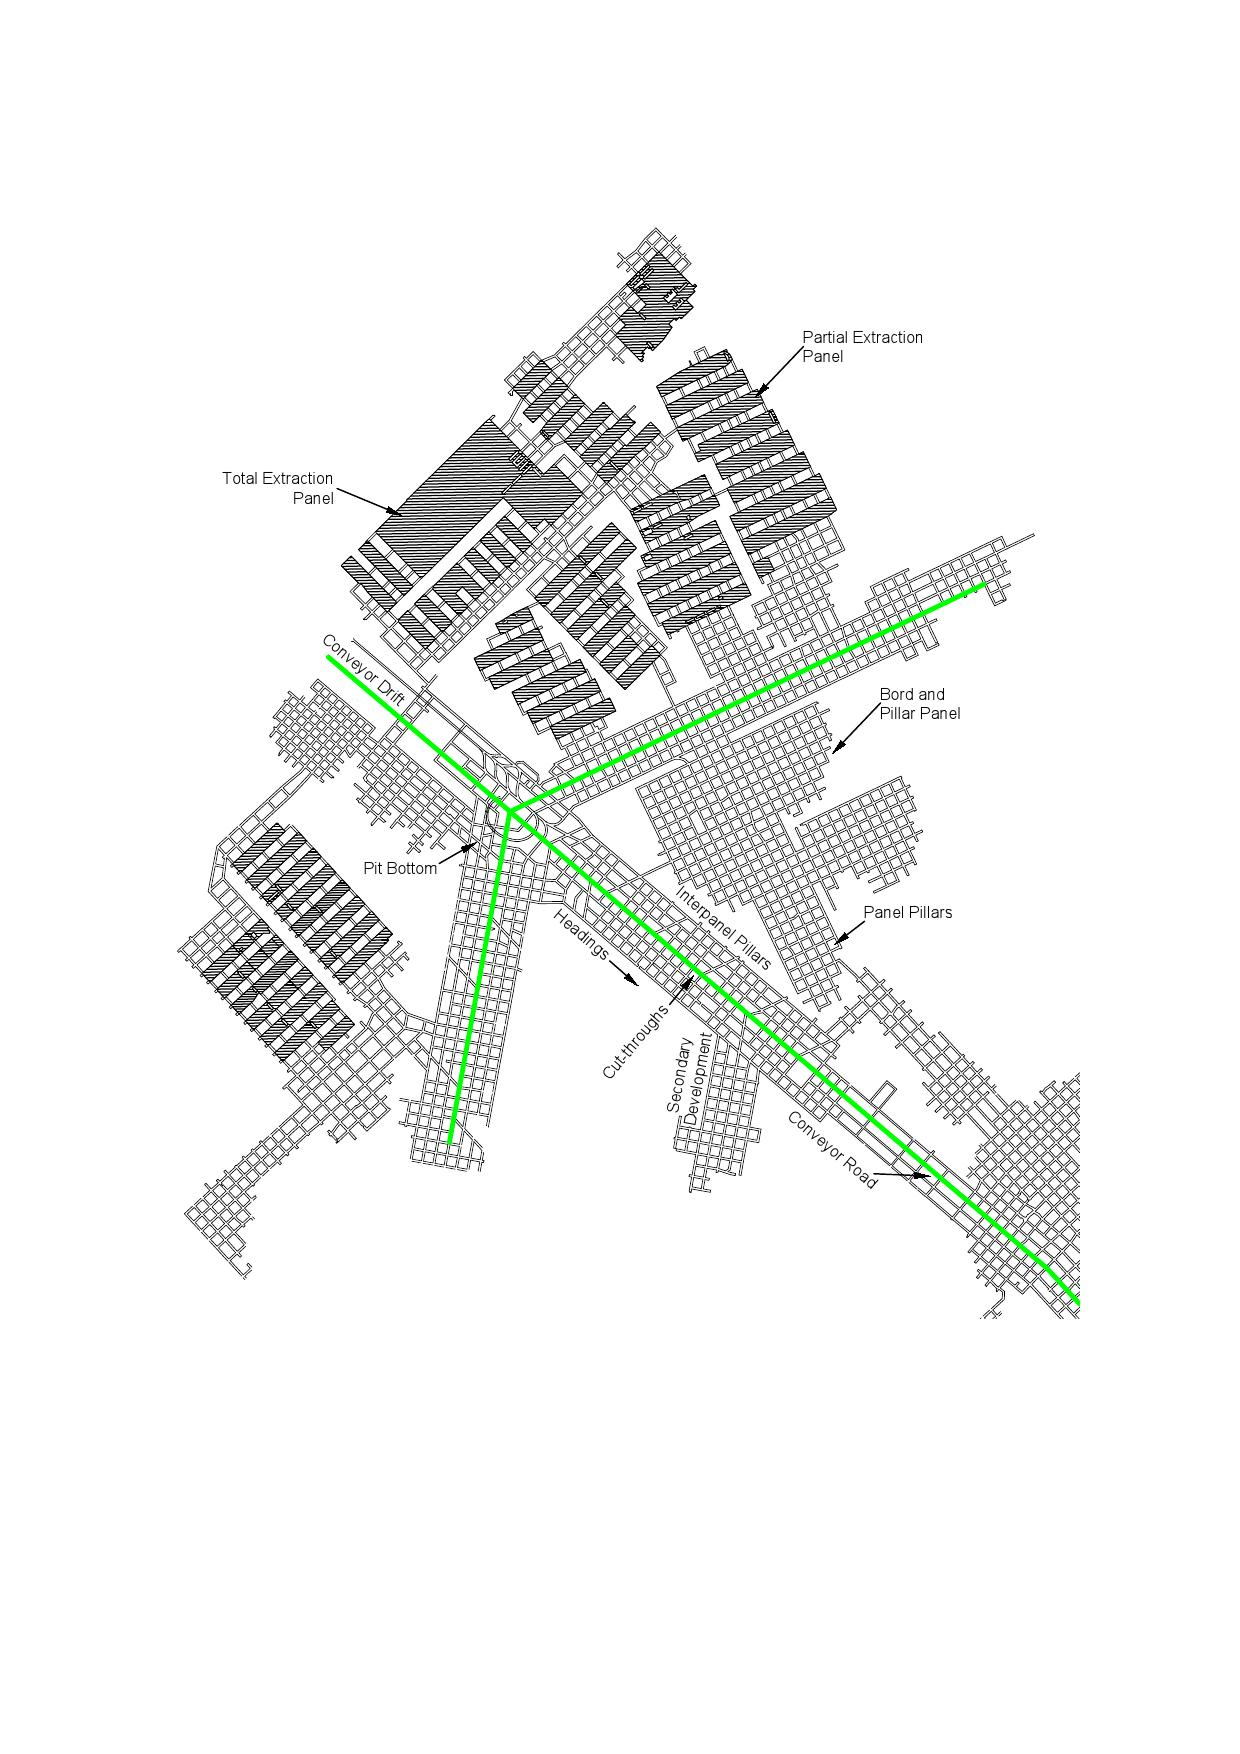 Partial Extraction
Panel
Total Extraction
Panel
Conveyor Drift
Bord and
Pillar Panel
Pit Bottom
Interpanel Pillars
Panel Pillars
Headings
Cut-throughs
Secondary
Development
Conveyor Road